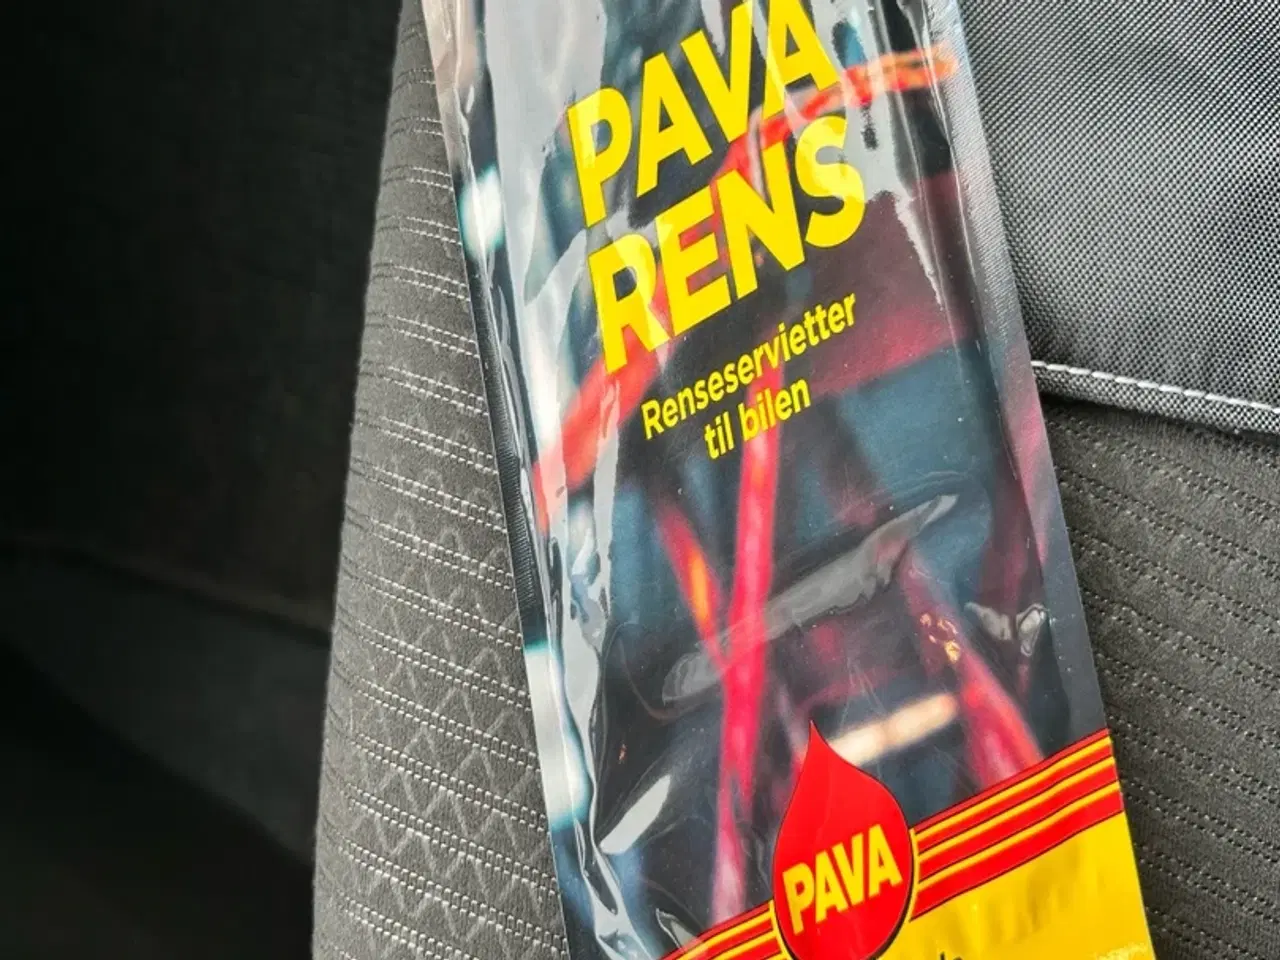 PAVA
RENS
Renseservietter
til bilen
PAVA